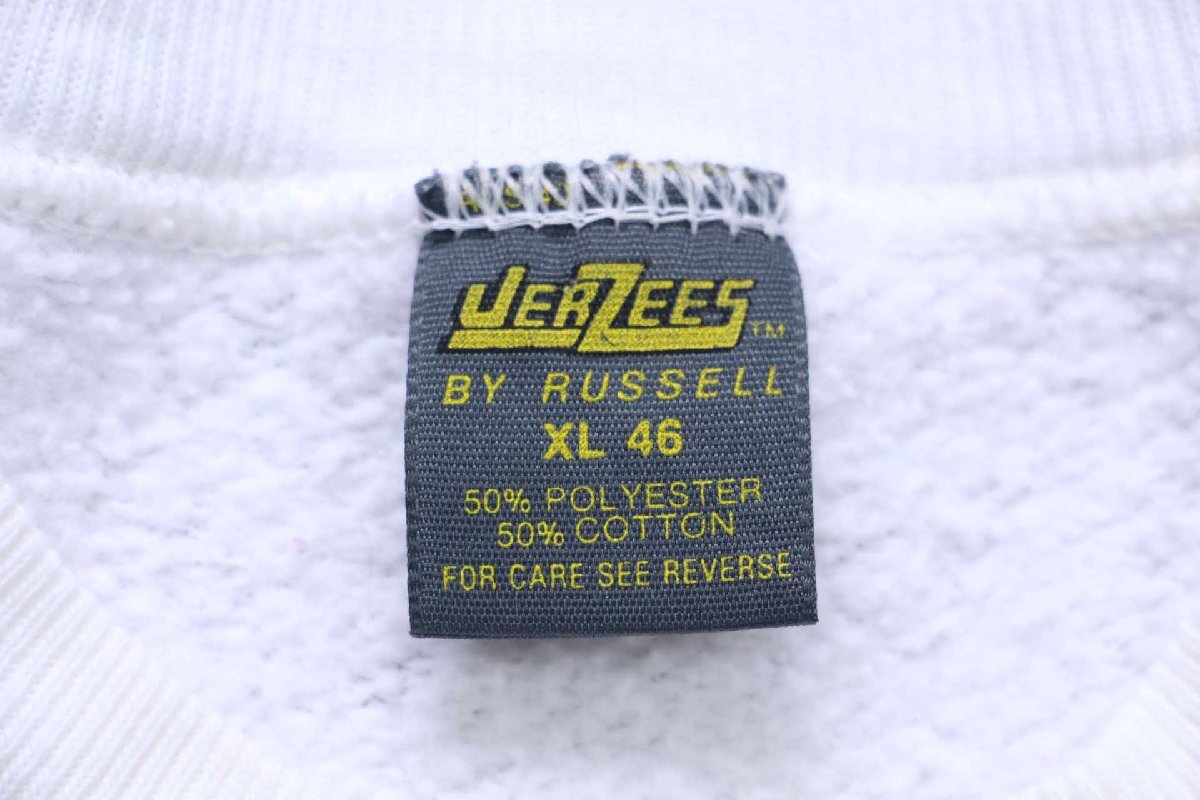 JERZEES™
BY RUSSELL
XL 46
50% POLYESTER
50% COTTON
FOR CARE SEE REVERSE